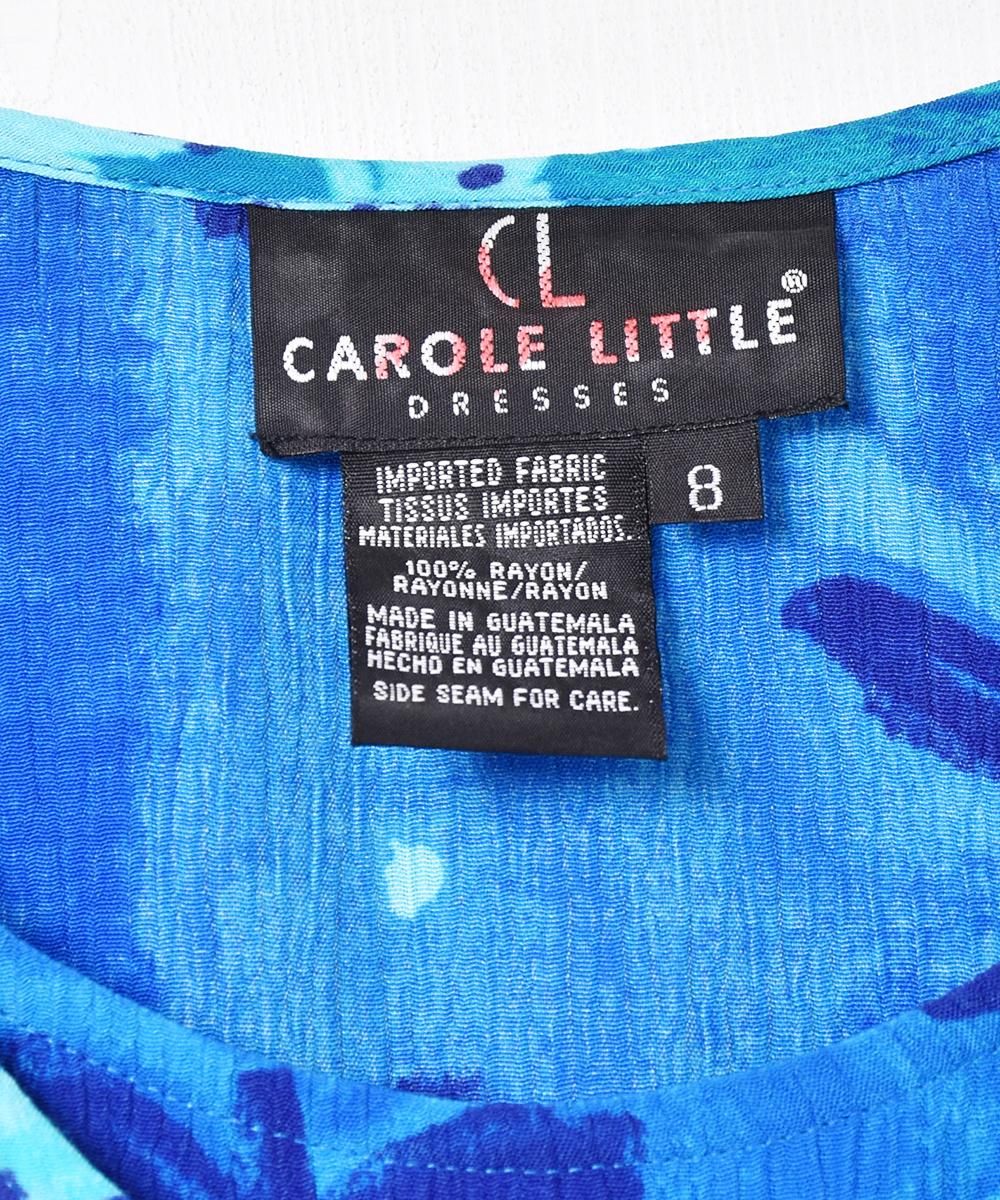 CL
CAROLE LITTLE®
DRESSES
IMPORTED FABRIC
TISSUS IMPORTES
MATERIALES IMPORTADOS.
100% RAYON/
RAYONNE/RAYON
MADE IN GUATEMALA
FABRIQUE AU GUATEMALA
HECHO EN GUATEMALA
SIDE SEAM FOR CARE.
8